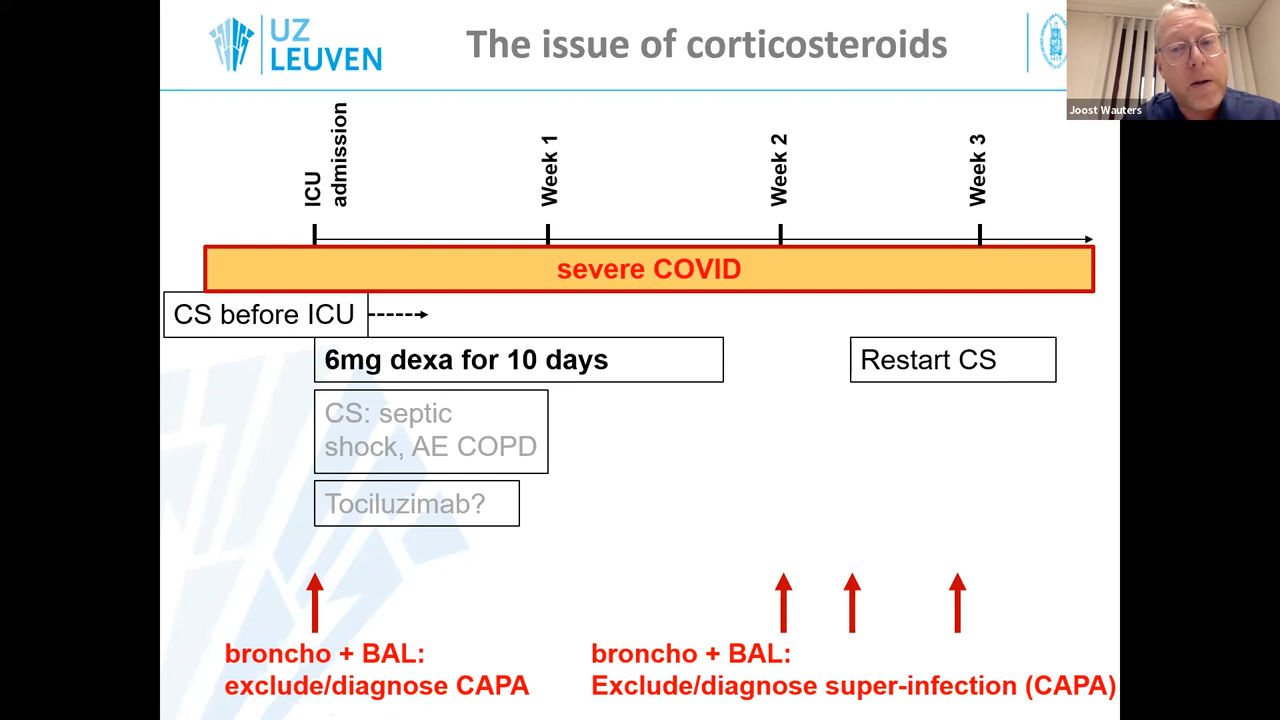 UZ
LEUVEN
The issue of corticosteroids
Joost Wauters
ICU
admission
Week 1
Week 2
Week 3
severe COVID
CS before ICU
6mg dexa for 10 days
Restart CS
CS: septic
shock, AE COPD
Tociluzimab?
broncho + BAL:
exclude/diagnose CAPA
broncho + BAL:
Exclude/diagnose super-infection (CAPA)